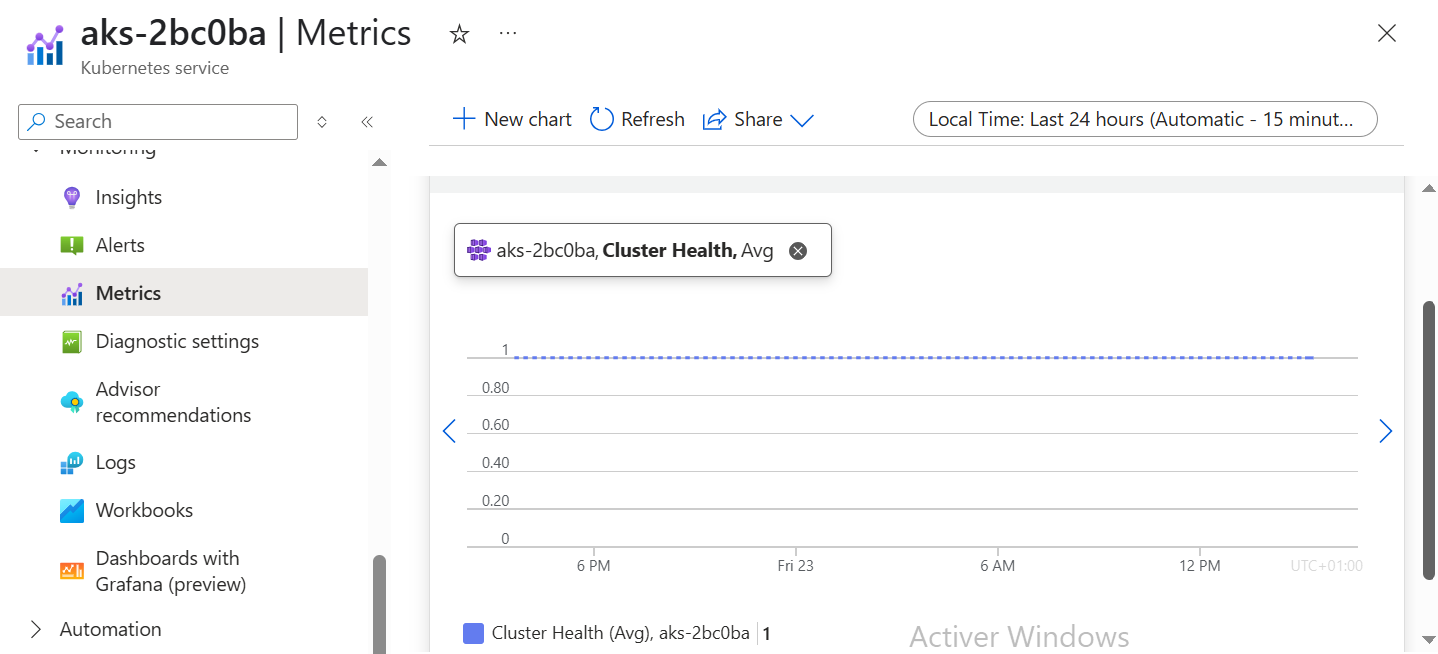 aks-2bc0ba | Metrics
Kubernetes service
Search
New chart
Refresh
Share
Local Time: Last 24 hours (Automatic - 15 minut...
Monitoring
Insights
Alerts
Metrics
Diagnostic settings
Advisor
recommendations
Logs
Workbooks
Dashboards with
Grafana (preview)
Automation
aks-2bc0ba, Cluster Health, Avg
1
0.80
0.60
0.40
0.20
0
6 PM
Fri 23
6 AM
12 PM
UTC+01:00
Cluster Health (Avg), aks-2bc0ba
1
Activer Windows